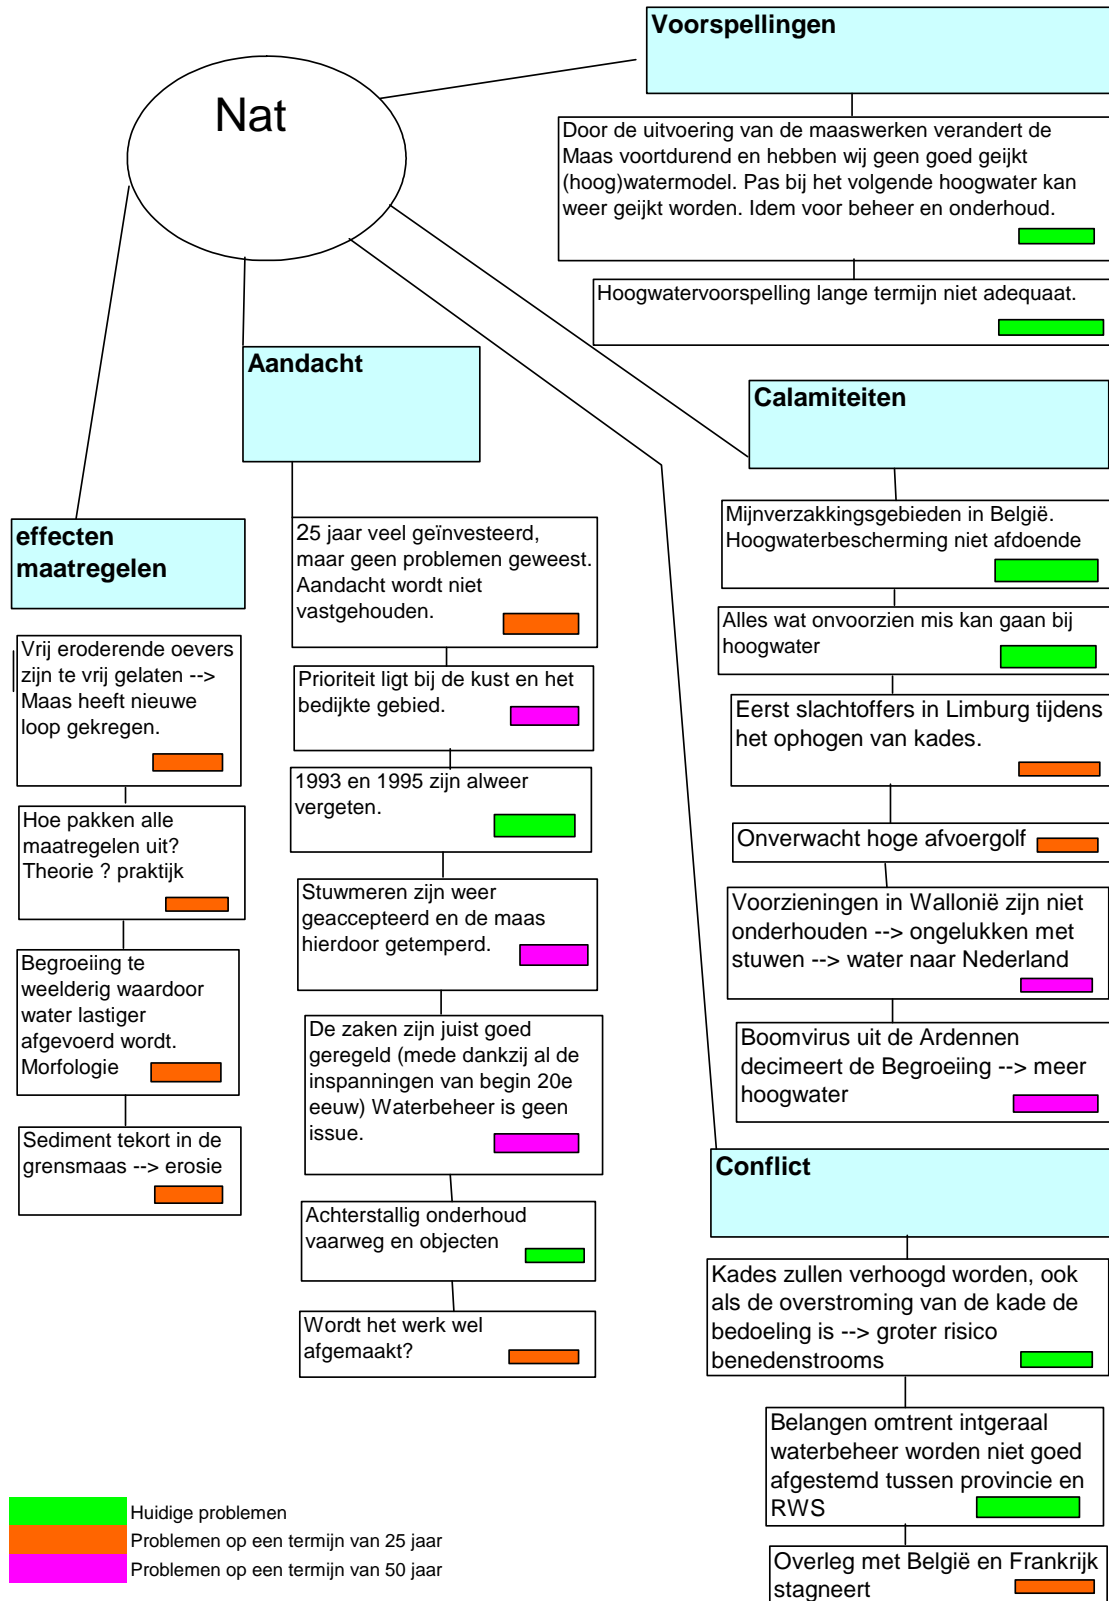 Nat
Voorspellingen
Door de uitvoering van de maaswerken verandert de
Maas voortdurend en hebben wij geen goed geijkt
(hoog)watermodel. Pas bij het volgende hoogwater kan
weer geijkt worden. Idem voor beheer en onderhoud.
Hoogwatervoorspelling lange termijn niet adequaat.
Calamiteiten
Mijnverzakkingsgebieden in België.
Hoogwaterbescherming niet afdoende
Alles wat onvoorzien mis kan gaan bij
hoogwater
Eerst slachtoffers in Limburg tijdens
het ophogen van kades.
Onverwacht hoge afvoergolf
Voorzieningen in Wallonië zijn niet
onderhouden --> ongelukken met
stuwen --> water naar Nederland
Boomvirus uit de Ardennen
decimeert de Begroeiing --> meer
hoogwater
Aandacht
25 jaar veel geïnvesteerd,
maar geen problemen geweest.
Aandacht wordt niet
vastgehouden.
Prioriteit ligt bij de kust en het
bedijkte gebied.
1993 en 1995 zijn alweer
vergeten.
Stuwmeren zijn weer
geaccepteerd en de maas
hierdoor getemperd.
De zaken zijn juist goed
geregeld (mede dankzij al de
inspanningen van begin 20e
eeuw) Waterbeheer is geen
issue.
Achterstallig onderhoud
vaarweg en objecten
Wordt het werk wel
afgemaakt?
effecten
maatregelen
Vrij eroderende oevers
zijn te vrij gelaten -->
Maas heeft nieuwe
loop gekregen.
Hoe pakken alle
maatregelen uit?
Theorie ? praktijk
Begroeiing te
weelderig waardoor
water lastiger
afgevoerd wordt.
Morfologie
Sediment tekort in de
grensmaas --> erosie
Conflict
Kades zullen verhoogd worden, ook
als de overstroming van de kade de
bedoeling is --> groter risico
benedenstrooms
Belangen omtrent intgeraal
waterbeheer worden niet goed
afgestemd tussen provincie en
RWS
Overleg met België en Frankrijk
stagneert
Huidige problemen
Problemen op een termijn van 25 jaar
Problemen op een termijn van 50 jaar